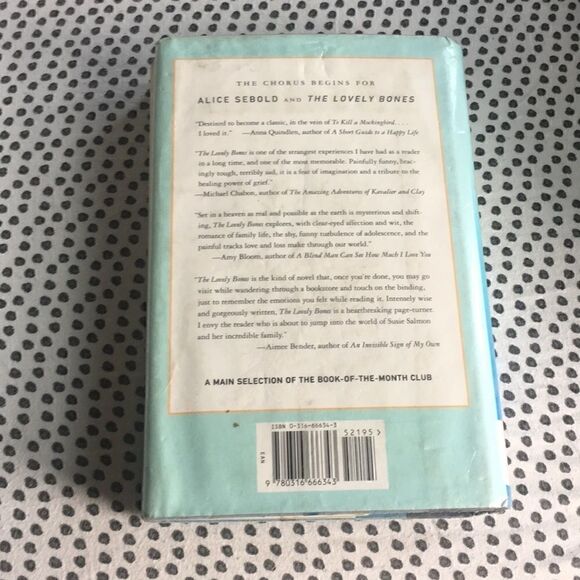 THE CHORUS BEGINS FOR
ALICE SEBOLD AND THE LOVELY BONES
"Destined to become a classic, in the vein of To Kill a Mockingbird. . . .
I loved it." —Anna Quindlen, author of A Short Guide to a Happy Life
"The Lovely Bones is one of the strangest experiences I have had as a reader
in a long time, and one of the most memorable. Painfully funny, brac-
ingly tough, terribly sad, it is a feat of imagination and a tribute to the
healing power of grief."
—Michael Chabon, author of The Amazing Adventures of Kavalier and Clay
"Set in a heaven as real and possible as the earth is mysterious and shift-
ing, The Lovely Bones explores, with clear-eyed affection and wit, the
romance of family life, the shy, funny turbulence of adolescence, and the
painful tracks love and loss make through our world."
—Amy Bloom, author of A Blind Man Can See How Much I Love You
"The Lovely Bones is the kind of novel that, once you're done, you may go
visit while wandering through a bookstore and touch on the binding,
just to remember the emotions you felt while reading it. Intensely wise
and gorgeously written, The Lovely Bones is a heartbreaking page-turner.
I envy the reader who is about to jump into the world of Susie Salmon
and her incredible family."
—Aimee Bender, author of An Invisible Sign of My Own
A MAIN SELECTION OF THE BOOK-OF-THE-MONTH CLUB
ISBN 0-316-66634-3
52195>
EAN
9 780316 666343